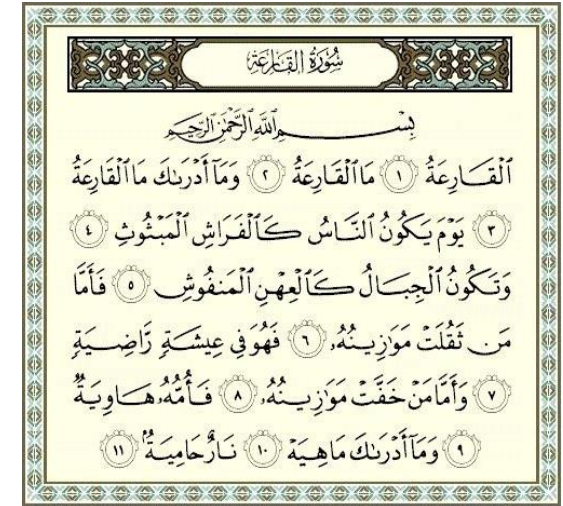 سُورَةُ القَارِعَةِ
بِسْمِ ٱللَّهِ ٱلرَّحْمَٰنِ ٱلرَّحِيمِ
ٱلْقَارِعَةُ ١ مَا ٱلْقَارِعَةُ ٢ وَمَآ أَدْرَىٰكَ مَا ٱلْقَارِعَةُ
٣ يَوْمَ يَكُونُ ٱلنَّاسُ كَٱلْفَرَاشِ ٱلْمَبْثُوثِ ٤
وَتَكُونُ ٱلْجِبَالُ كَٱلْعِهْنِ ٱلْمَنفُوشِ ٥ فَأَمَّا
مَن ثَقُلَتْ مَوَٰزِينُهُۥ ٦ فَهُوَ فِى عِيشَةٍ رَّاضِيَةٍ
٧ وَأَمَّا مَنْ خَفَّتْ مَوَٰزِينُهُۥ ٨ فَأُمُّهُۥ هَاوِيَةٌ
٩ وَمَآ أَدْرَىٰكَ مَا هِيَهْ ١٠ نَارٌ حَامِيَةٌۢ ١١